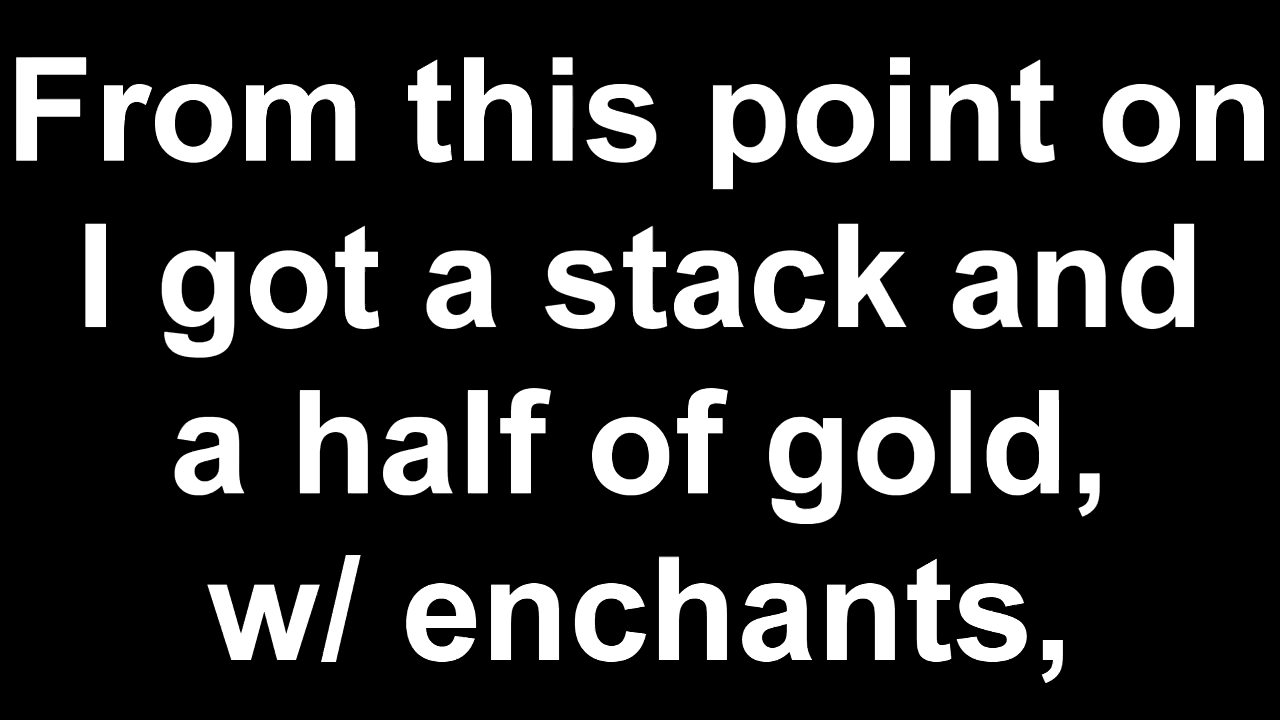 From this point on
I got a stack and
a half of gold,
w/ enchants,